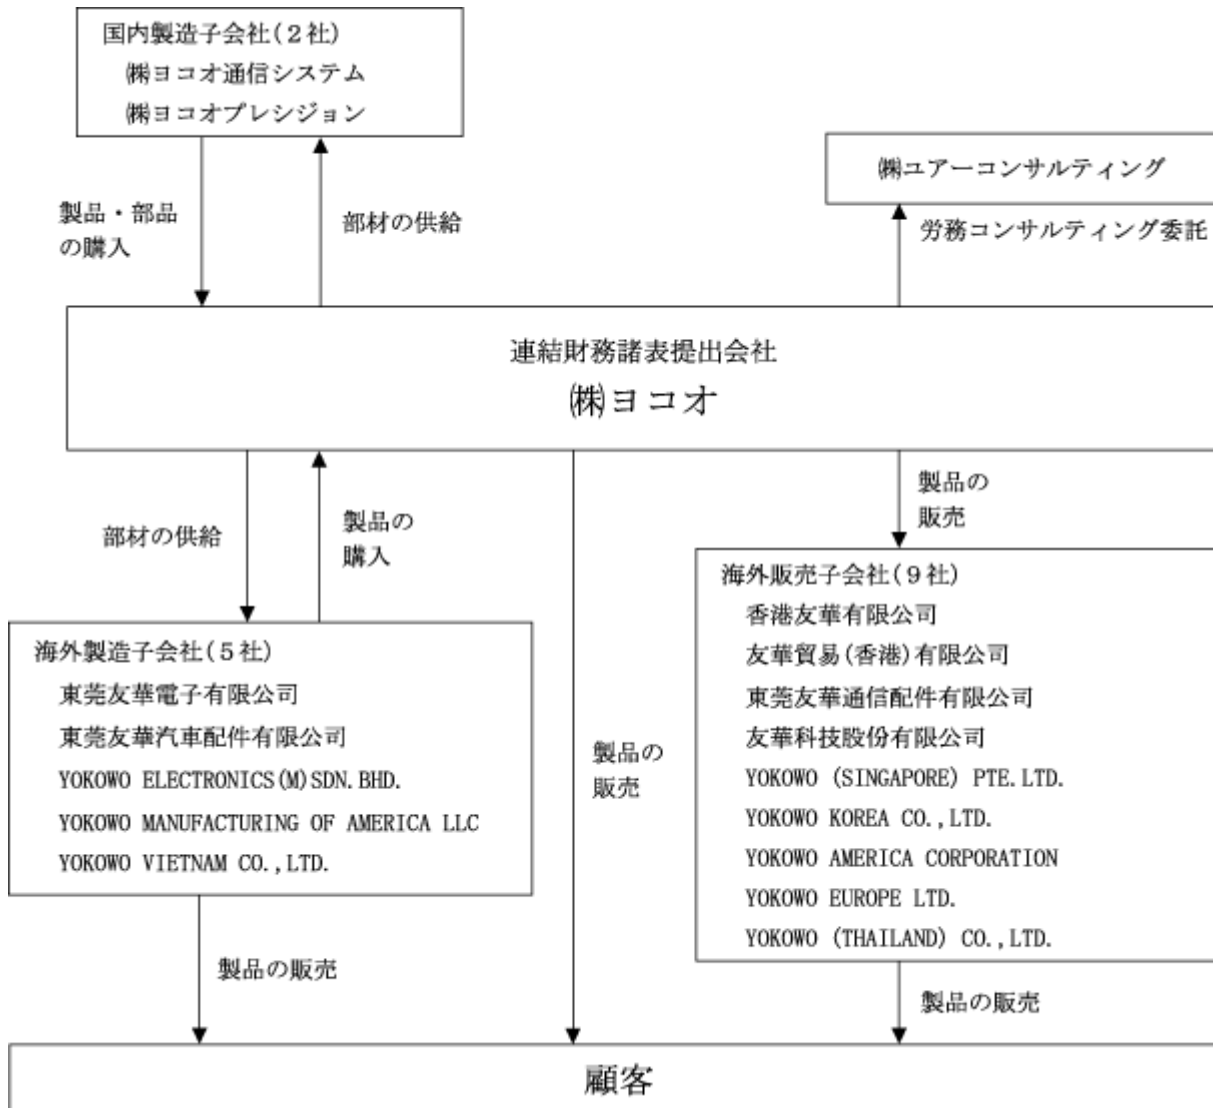 国内製造子会社(2社)
㈱ヨコオ通信システム
㈱ヨコオプレシジョン
㈱ユアーコンサルティング
製品・部品
の購入
部材の供給
労務コンサルティング委託
連結財務諸表提出会社
㈱ヨコオ
部材の供給
製品の
購入
製品の
販売
海外製造子会社(5社)
東莞友華電子有限公司
東莞友華汽車配件有限公司
YOKOWO ELECTRONICS(M)SDN.BHD.
YOKOWO MANUFACTURING OF AMERICA LLC
YOKOWO VIETNAM CO.,LTD.
製品の
販売
海外販売子会社(9社)
香港友華有限公司
友華貿易(香港)有限公司
東莞友華通信配件有限公司
友華科技股份有限公司
YOKOWO (SINGAPORE) PTE.LTD.
YOKOWO KOREA CO.,LTD.
YOKOWO AMERICA CORPORATION
YOKOWO EUROPE LTD.
YOKOWO (THAILAND) CO.,LTD.
製品の販売
製品の販売
顧客